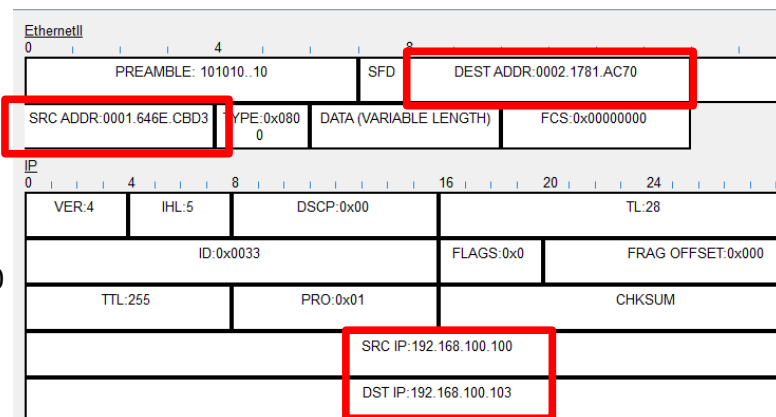 EthernetII
0 4 8
PREAMBLE: 101010..10 SFD DEST ADDR:0002.1781.AC70
SRC ADDR:0001.646E.CBD3 TYPE:0x080 DATA (VARIABLE LENGTH) FCS:0x00000000
0
IP
0 4 8 16 20 24
VER:4 IHL:5 DSCP:0x00 TL:28
ID:0x0033 FLAGS:0x0 FRAG OFFSET:0x000
TTL:255 PRO:0x01 CHKSUM
SRC IP:192.168.100.100
DST IP:192.168.100.103